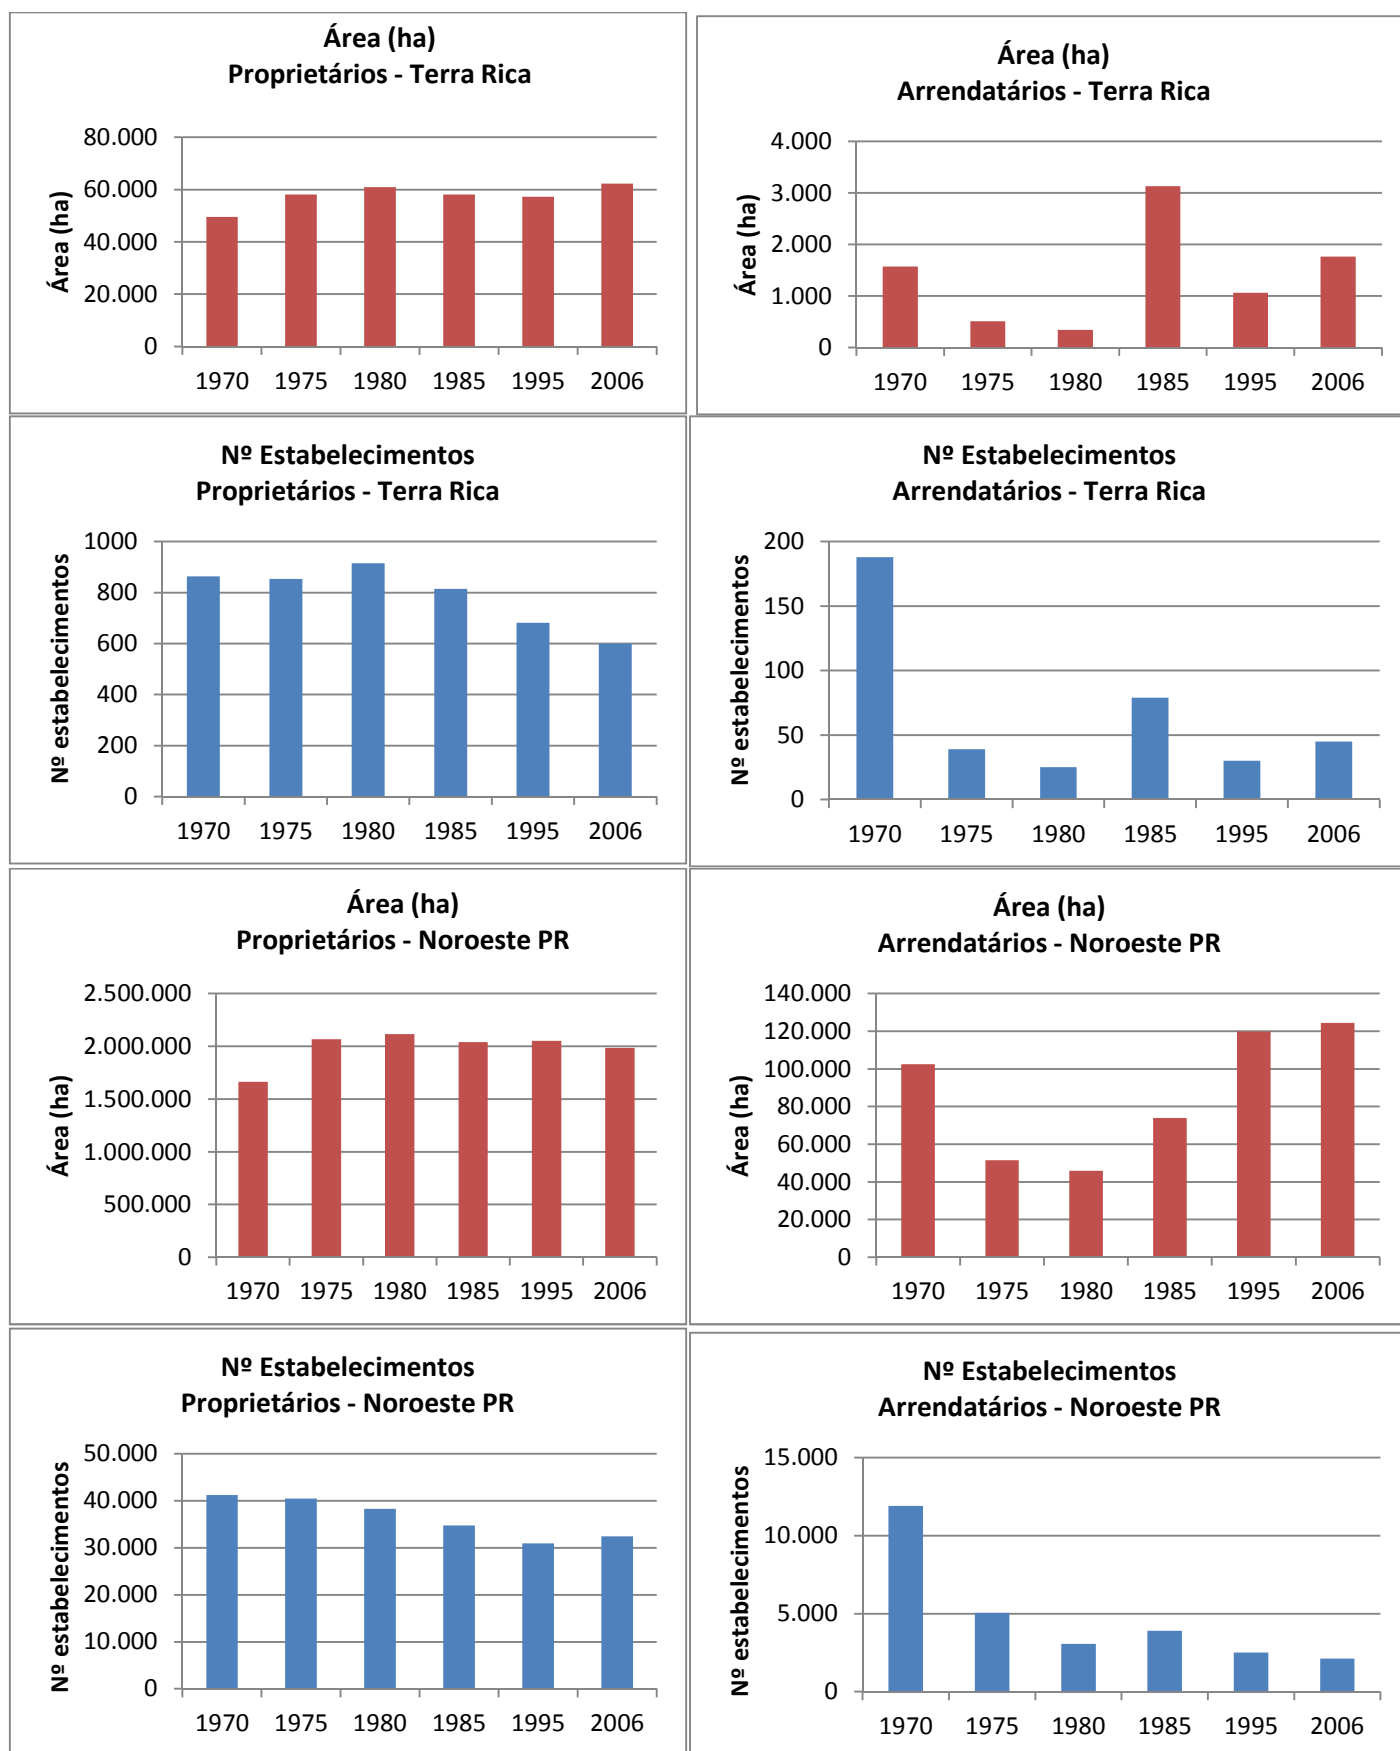 Área (ha)
Proprietários - Terra Rica
Área (ha)
80.000
60.000
40.000
20.000
0
1970 1975 1980 1985 1995 2006
Área (ha)
Arrendatários - Terra Rica
Área (ha)
4.000
3.000
2.000
1.000
0
1970 1975 1980 1985 1995 2006
Nº Estabelecimentos
Proprietários - Terra Rica
Nº estabelecimentos
1000
800
600
400
200
0
1970 1975 1980 1985 1995 2006
Nº Estabelecimentos
Arrendatários - Terra Rica
Nº estabelecimentos
200
150
100
50
0
1970 1975 1980 1985 1995 2006
Área (ha)
Proprietários - Noroeste PR
Área (ha)
2.500.000
2.000.000
1.500.000
1.000.000
500.000
0
1970 1975 1980 1985 1995 2006
Área (ha)
Arrendatários - Noroeste PR
Área (ha)
140.000
120.000
100.000
80.000
60.000
40.000
20.000
0
1970 1975 1980 1985 1995 2006
Nº Estabelecimentos
Proprietários - Noroeste PR
Nº estabelecimentos
50.000
40.000
30.000
20.000
10.000
0
1970 1975 1980 1985 1995 2006
Nº Estabelecimentos
Arrendatários - Noroeste PR
Nº estabelecimentos
15.000
10.000
5.000
0
1970 1975 1980 1985 1995 2006